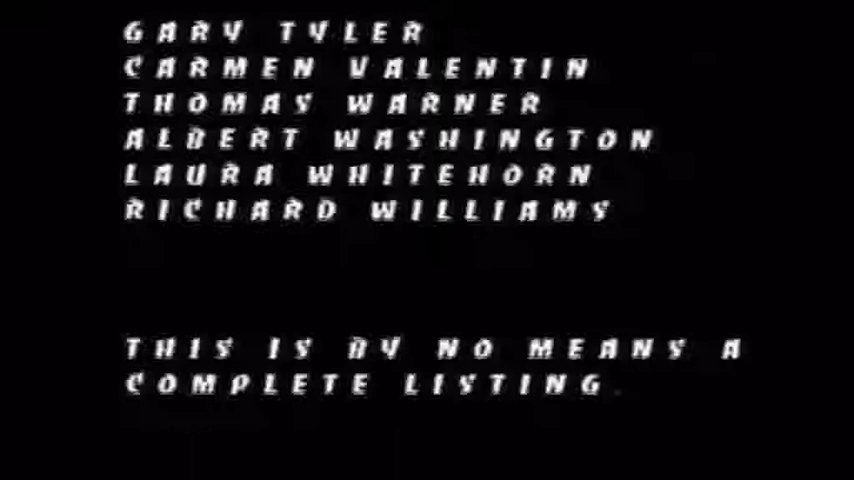 GARY TYLER
CARMEN VALENTIN
THOMAS WARNER
ALBERT WASHINGTON
LAURA WHITEHORN
RICHARD WILLIAMS
THIS IS BY NO MEANS A
COMPLETE LISTING.